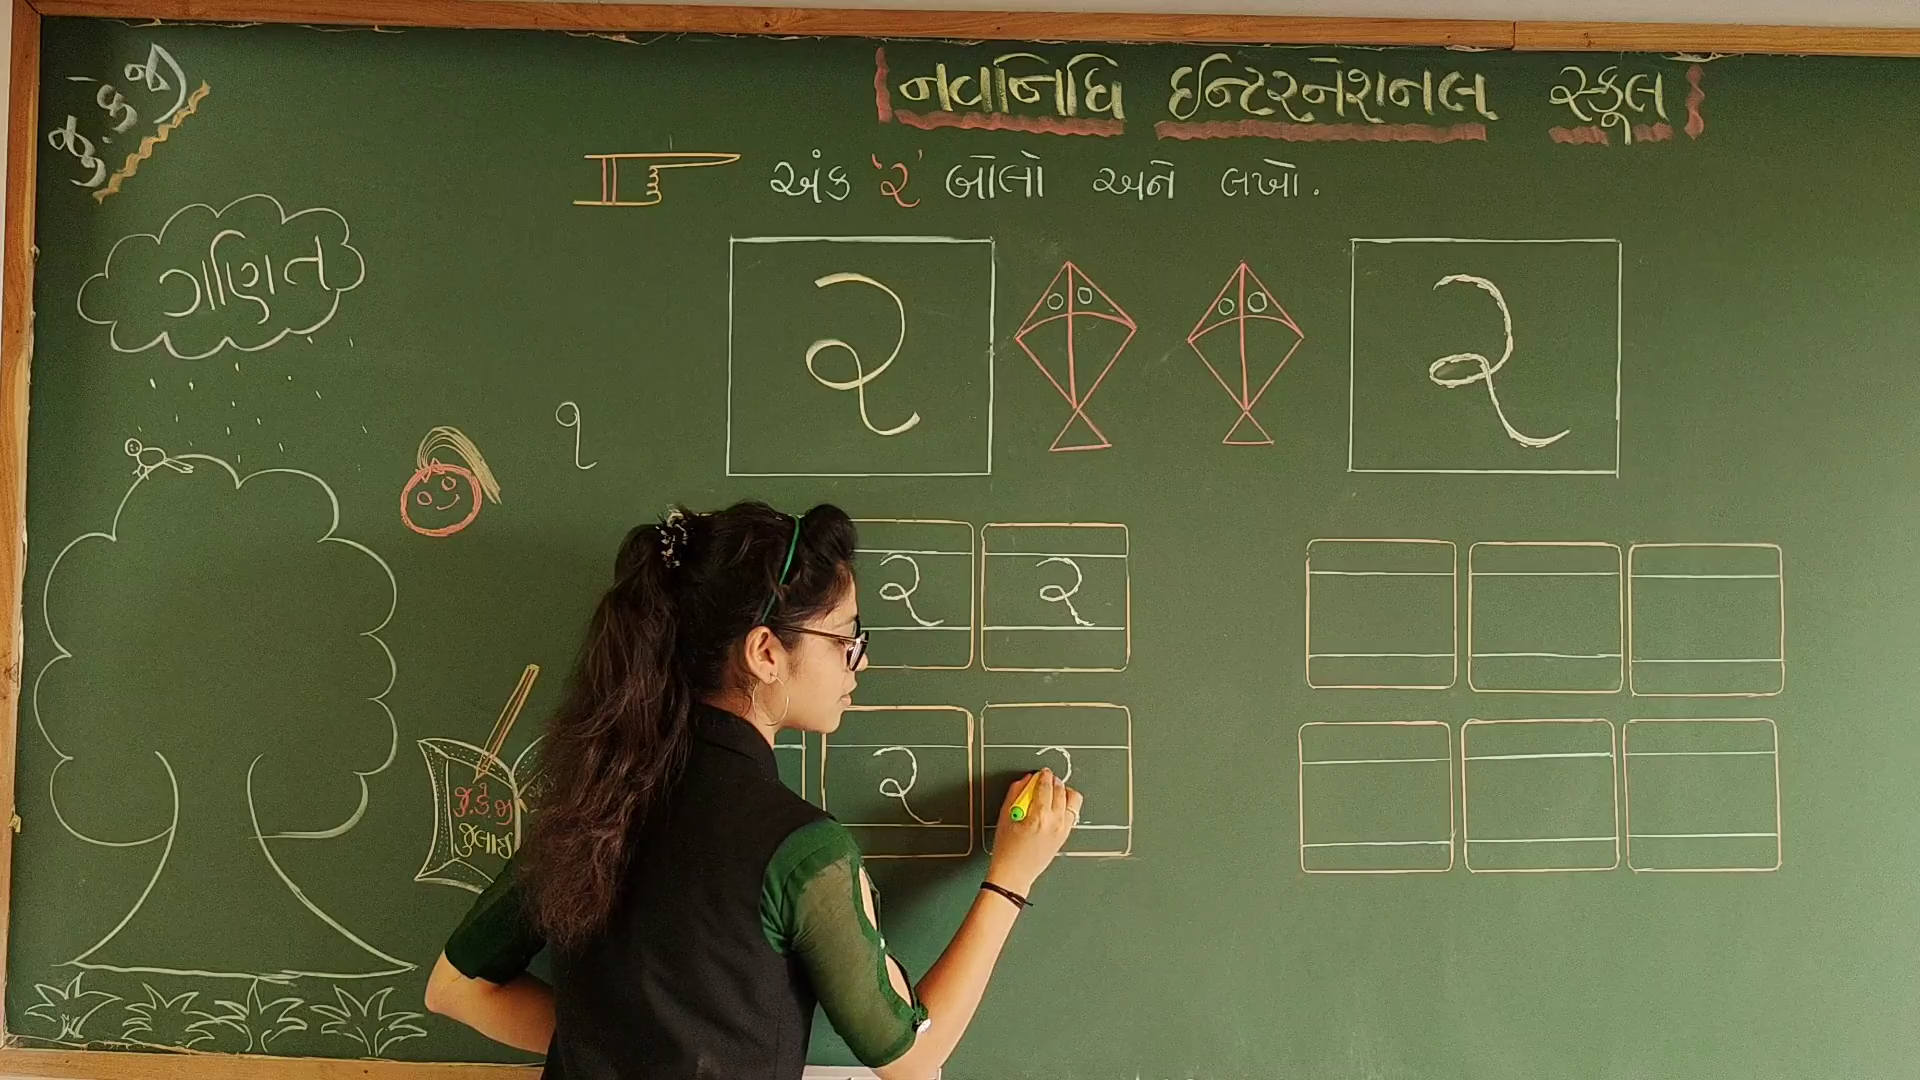 જુ.કે.જી
નવનિધિ ઇન્ટરનેશનલ સ્કૂલ
અંક '૨' બોલો અને લખો.
ગણિત
૨ ૨
૧
૨ ૨
૨ ૨
જુ.કે.જી
જુલાઇ